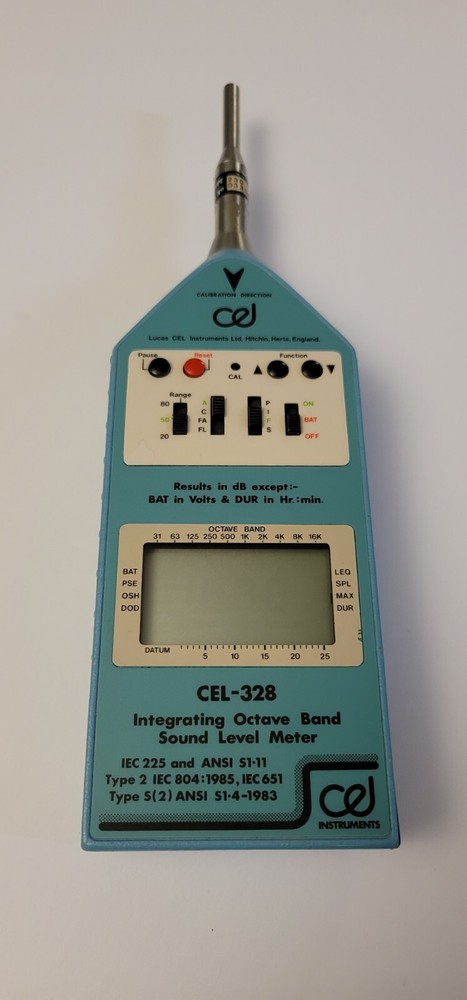 CALIBRATION DIRECTION
cel
Lucas CEL Instruments Ltd. Hitchin, Herts, England.
Pause Reset CAL Function
Range
80 A P ON
50 C I BAT
20 FA F OFF
FL S
Results in dB except:-
BAT in Volts & DUR in Hr.:min.
OCTAVE BAND
31 63 125 250 500 1K 2K 4K 8K 16K
BAT LEQ
PSE SPL
OSH MAX
DOD DUR
DATUM 5 10 15 20 25
CEL-328
Integrating Octave Band
Sound Level Meter
IEC 225 and ANSI S1·11
Type 2 IEC 804:1985, IEC 651
Type S(2) ANSI S1·4-1983
cel
INSTRUMENTS